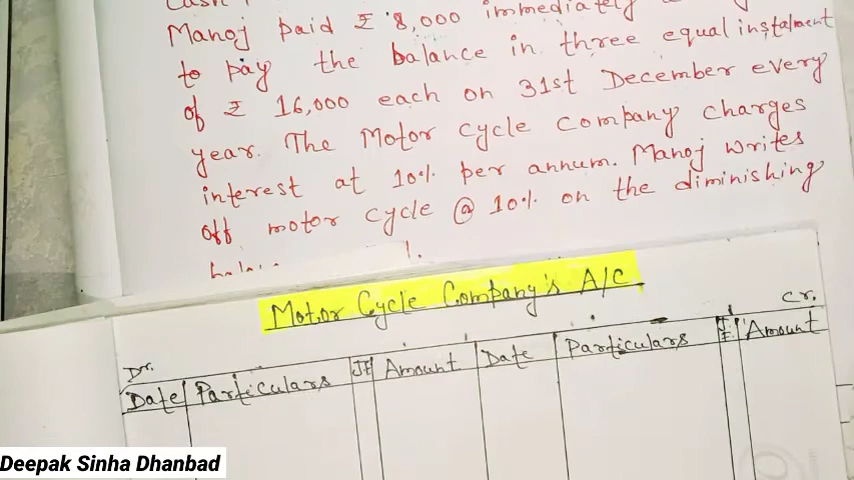 Manoj paid ₹ 8,000 immediately
to pay the balance in three equal instalment
of ₹ 16,000 each on 31st December every
year. The Motor Cycle Company charges
interest at 10% per annum. Manoj writes
off motor cycle @ 10% on the diminishing
Motor Cycle Company's A/C
Dr. Cr.
Date Particulars J.F. Amount Date Particulars J.F. Amount
Deepak Sinha Dhanbad